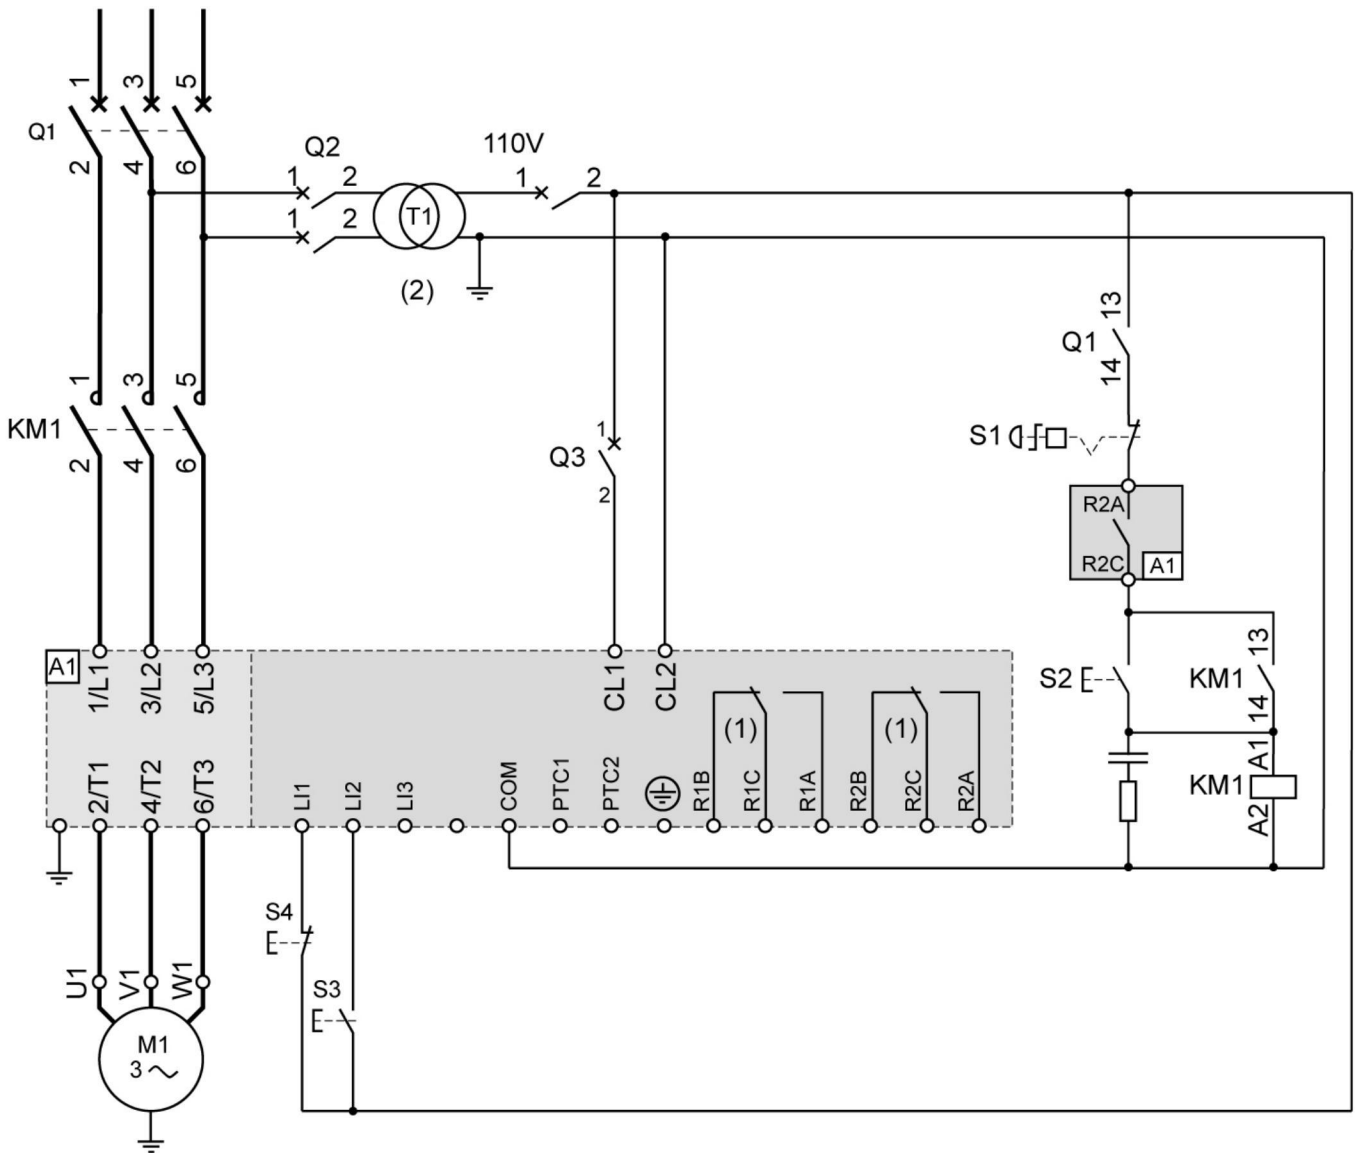 1 3 5
Q1
2 4 6
Q2
1 2
1 2
T1
(2)
110V
1 2
1 3 5
KM1
2 4 6
1
Q3
2
13
Q1
14
S1
R2A
R2C A1
A1
1/L1 3/L2 5/L3
CL1 CL2
S2
KM1 13
14
(1) (1)
2/T1 4/T2 6/T3
LI1 LI2 LI3 COM PTC1 PTC2 R1B R1C R1A R2B R2C R2A
KM1 A1
A2
S4
S3
U1 V1 W1
M1
3